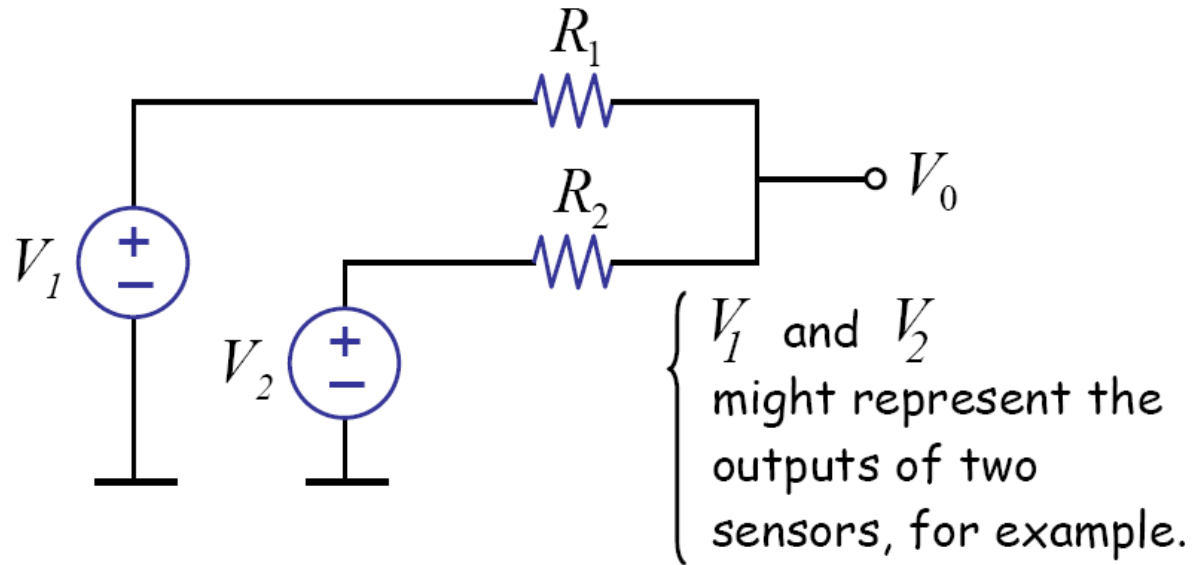 R₁
V₀
R₂
V₁
+
−
V₂
+
−
V₁ and V₂
might represent the
outputs of two
sensors, for example.